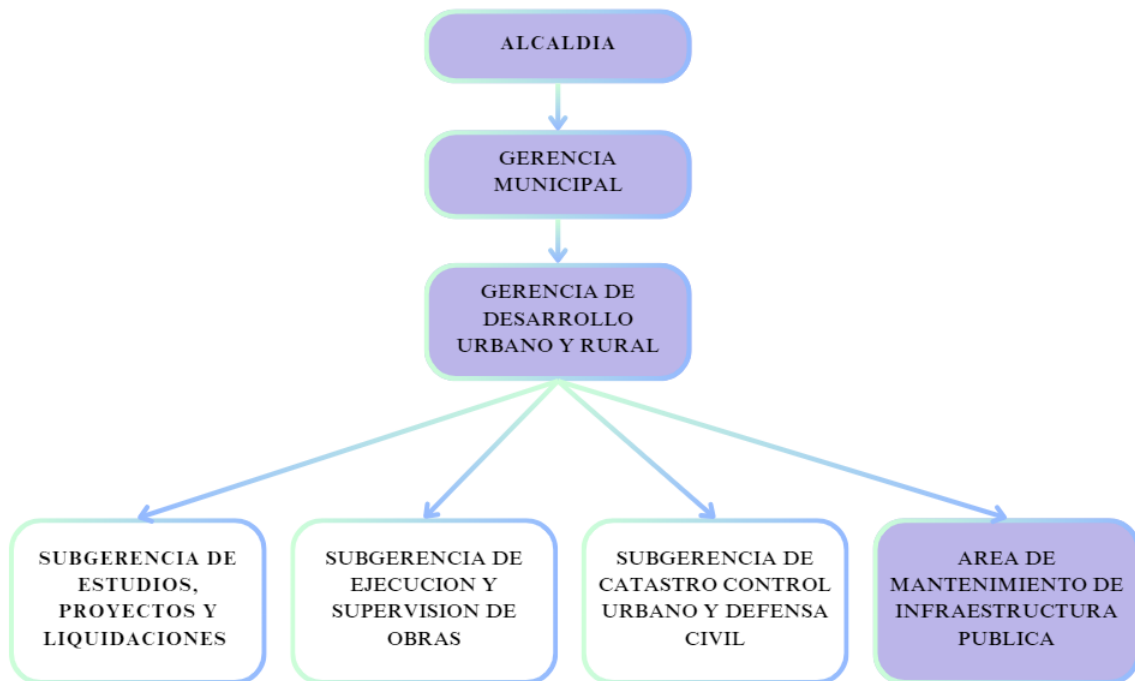 ALCALDIA
GERENCIA
MUNICIPAL
GERENCIA DE
DESARROLLO
URBANO Y RURAL
SUBGERENCIA DE
ESTUDIOS,
PROYECTOS Y
LIQUIDACIONES
SUBGERENCIA DE
EJECUCION Y
SUPERVISION DE
OBRAS
SUBGERENCIA DE
CATASTRO CONTROL
URBANO Y DEFENSA
CIVIL
AREA DE
MANTENIMIENTO DE
INFRAESTRUCTURA
PUBLICA